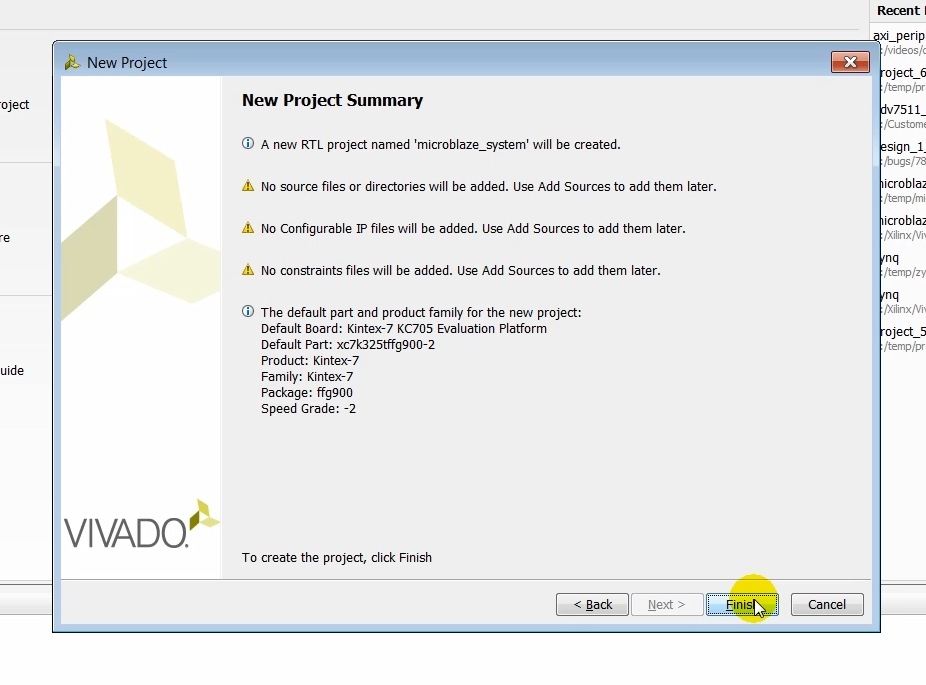 Recent
roject
re
uide
New Project
New Project Summary
A new RTL project named 'microblaze_system' will be created.
No source files or directories will be added. Use Add Sources to add them later.
No Configurable IP files will be added. Use Add Sources to add them later.
No constraints files will be added. Use Add Sources to add them later.
The default part and product family for the new project:
Default Board: Kintex-7 KC705 Evaluation Platform
Default Part: xc7k325tffg900-2
Product: Kintex-7
Family: Kintex-7
Package: ffg900
Speed Grade: -2
VIVADO.
To create the project, click Finish
< Back
Next >
Finish
Cancel
axi_perip
:/videos/c
roject_6
:/temp/pr
dv7511_
:/Custome
esign_1_
:/bugs/78
microblaz
:/temp/mi
microblaz
:/Xilinx/Viv
ynq
:/temp/zy
ynq
:/Xilinx/Viv
roject_5
:/temp/pr